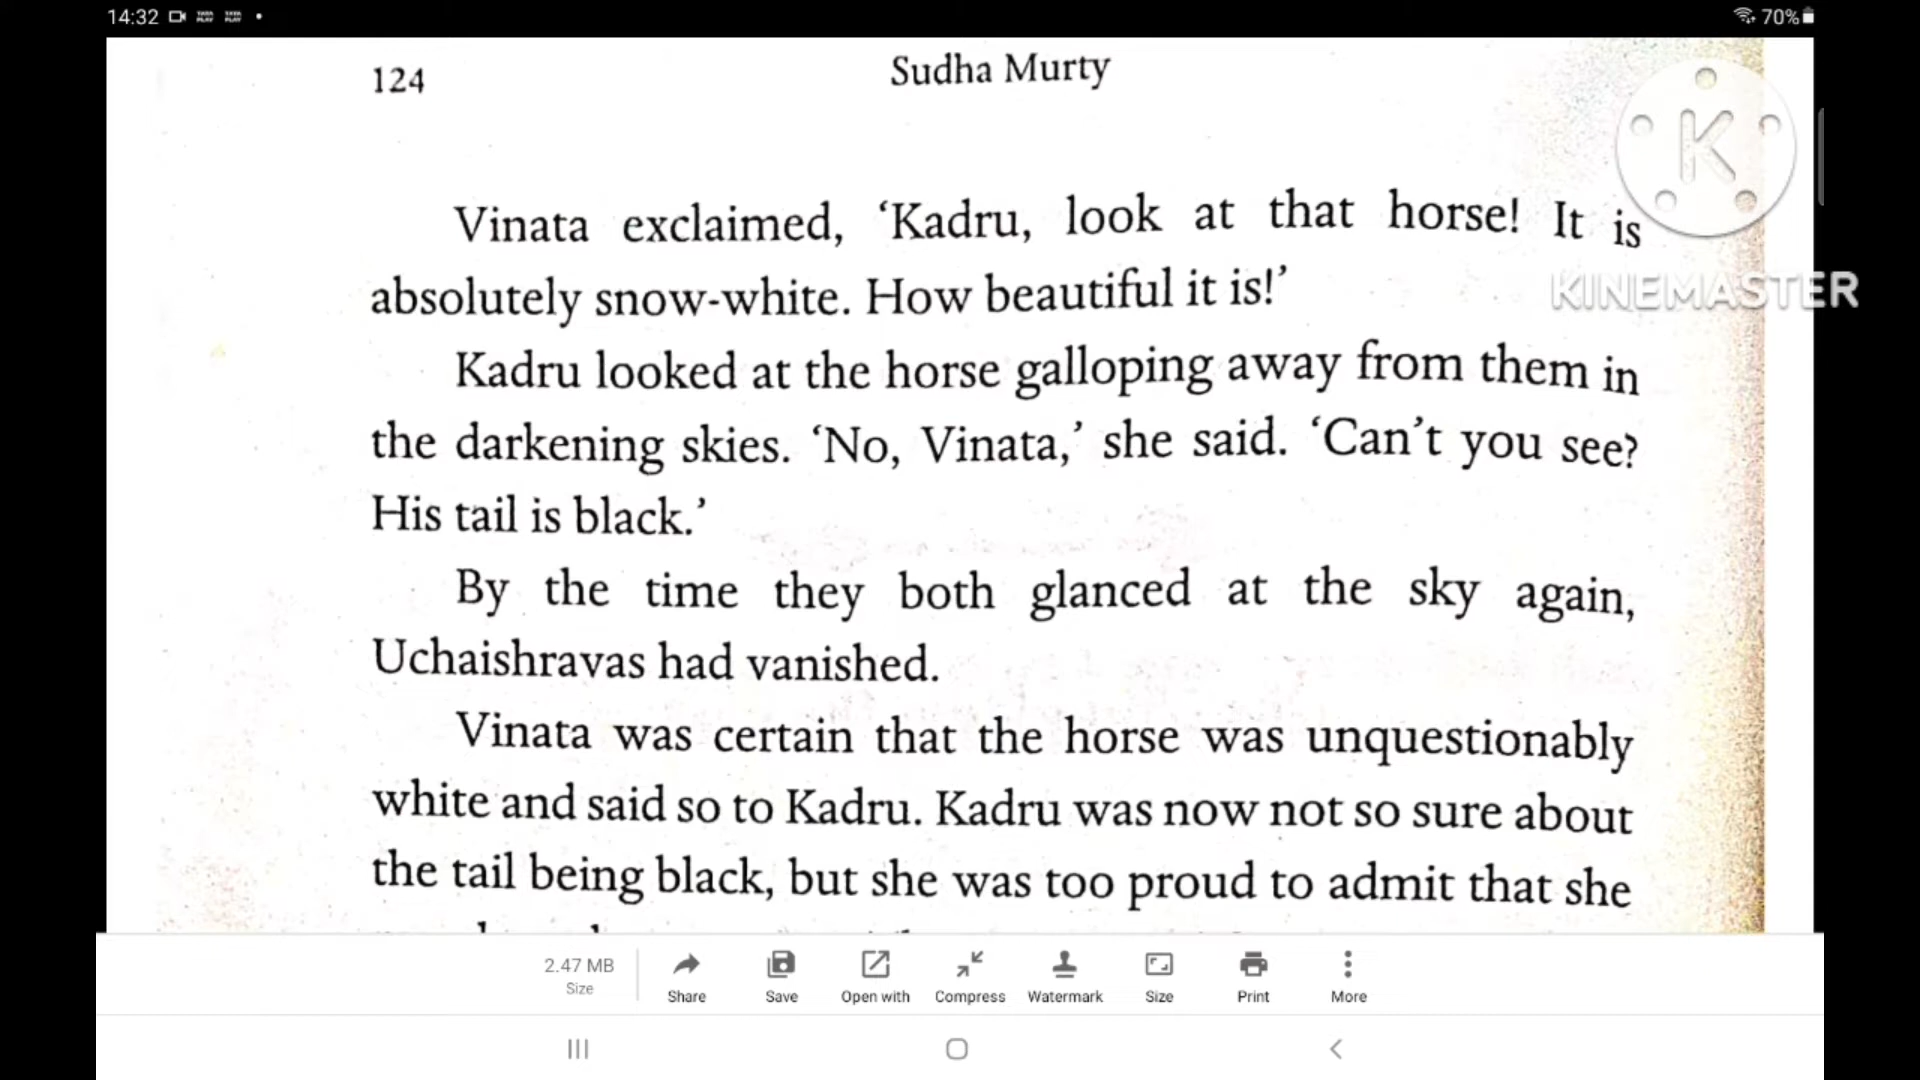 14:32
70%
124
Sudha Murty
Vinata exclaimed, ‘Kadru, look at that horse! It is
absolutely snow-white. How beautiful it is!’
Kadru looked at the horse galloping away from them in
the darkening skies. ‘No, Vinata,’ she said. ‘Can’t you see?
His tail is black.’
By the time they both glanced at the sky again,
Uchaishravas had vanished.
Vinata was certain that the horse was unquestionably
white and said so to Kadru. Kadru was now not so sure about
the tail being black, but she was too proud to admit that she
K
KINEMASTER
2.47 MB
Size
Share
Save
Open with
Compress
Watermark
Size
Print
More